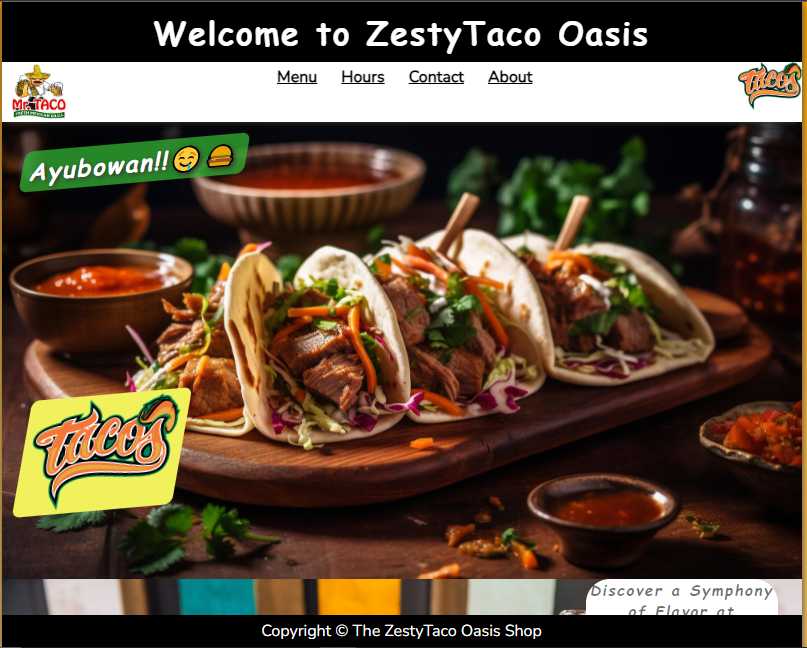 Welcome to ZestyTaco Oasis
Mr. TACO
Menu Hours Contact About
Tacos
Ayubowan!!🤤 🍔
Tacos
Discover a Symphony
of Flavor at
Copyright © The ZestyTaco Oasis Shop